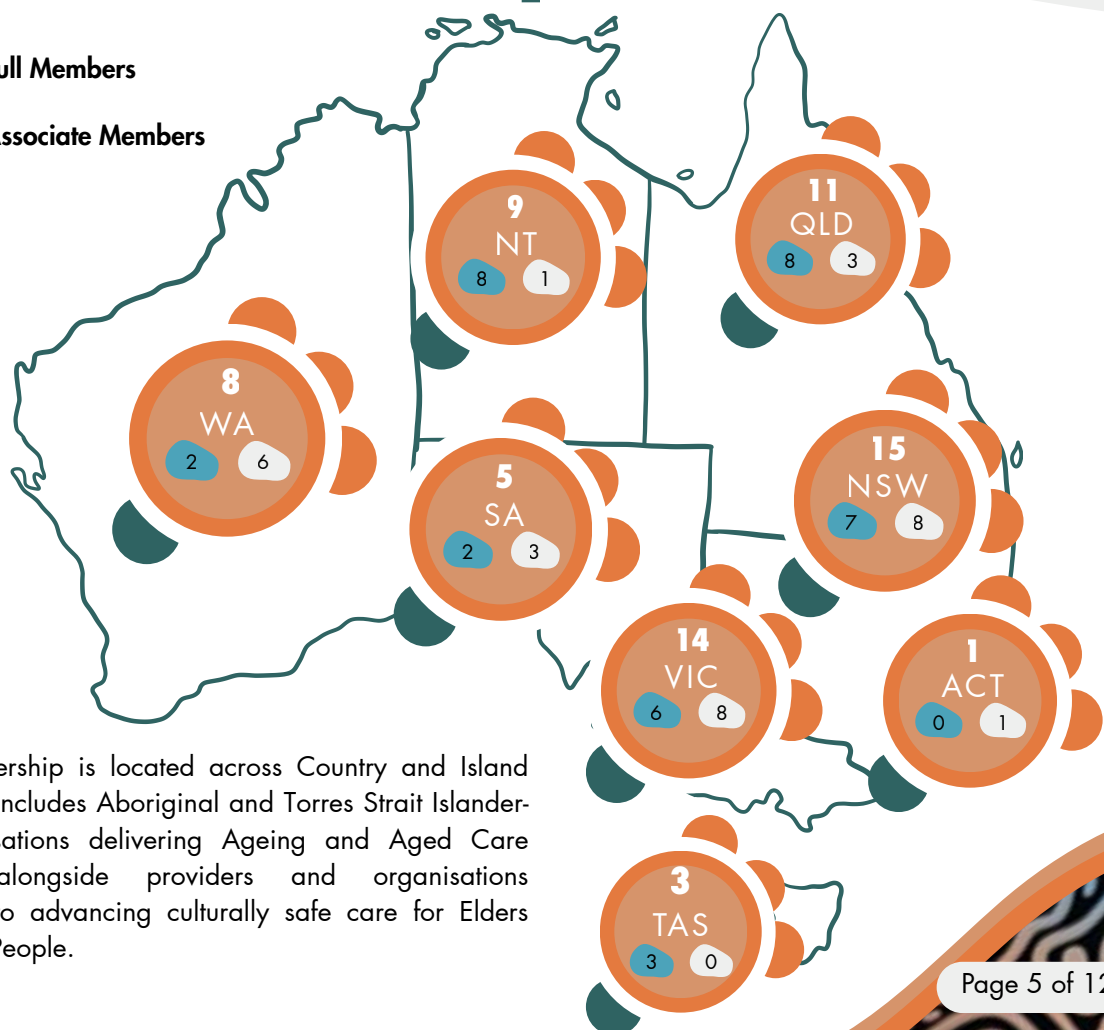 ull Members
ssociate Members
9
NT
8 1
11
QLD
8 3
8
WA
2 6
5
SA
2 3
15
NSW
7 8
14
VIC
6 8
1
ACT
0 1
3
TAS
3 0
ership is located across Country and Island
ncludes Aboriginal and Torres Strait Islander-
sations delivering Ageing and Aged Care
alongside providers and organisations
o advancing culturally safe care for Elders
People.
Page 5 of 12